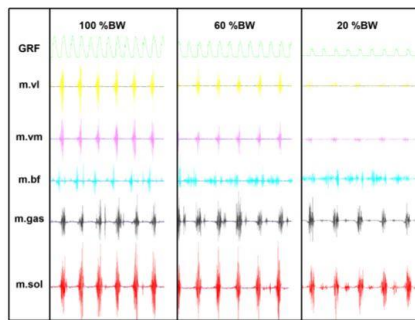 100 %BW 60 %BW 20 %BW
GRF
m.vl
m.vm
m.bf
m.gas
m.sol